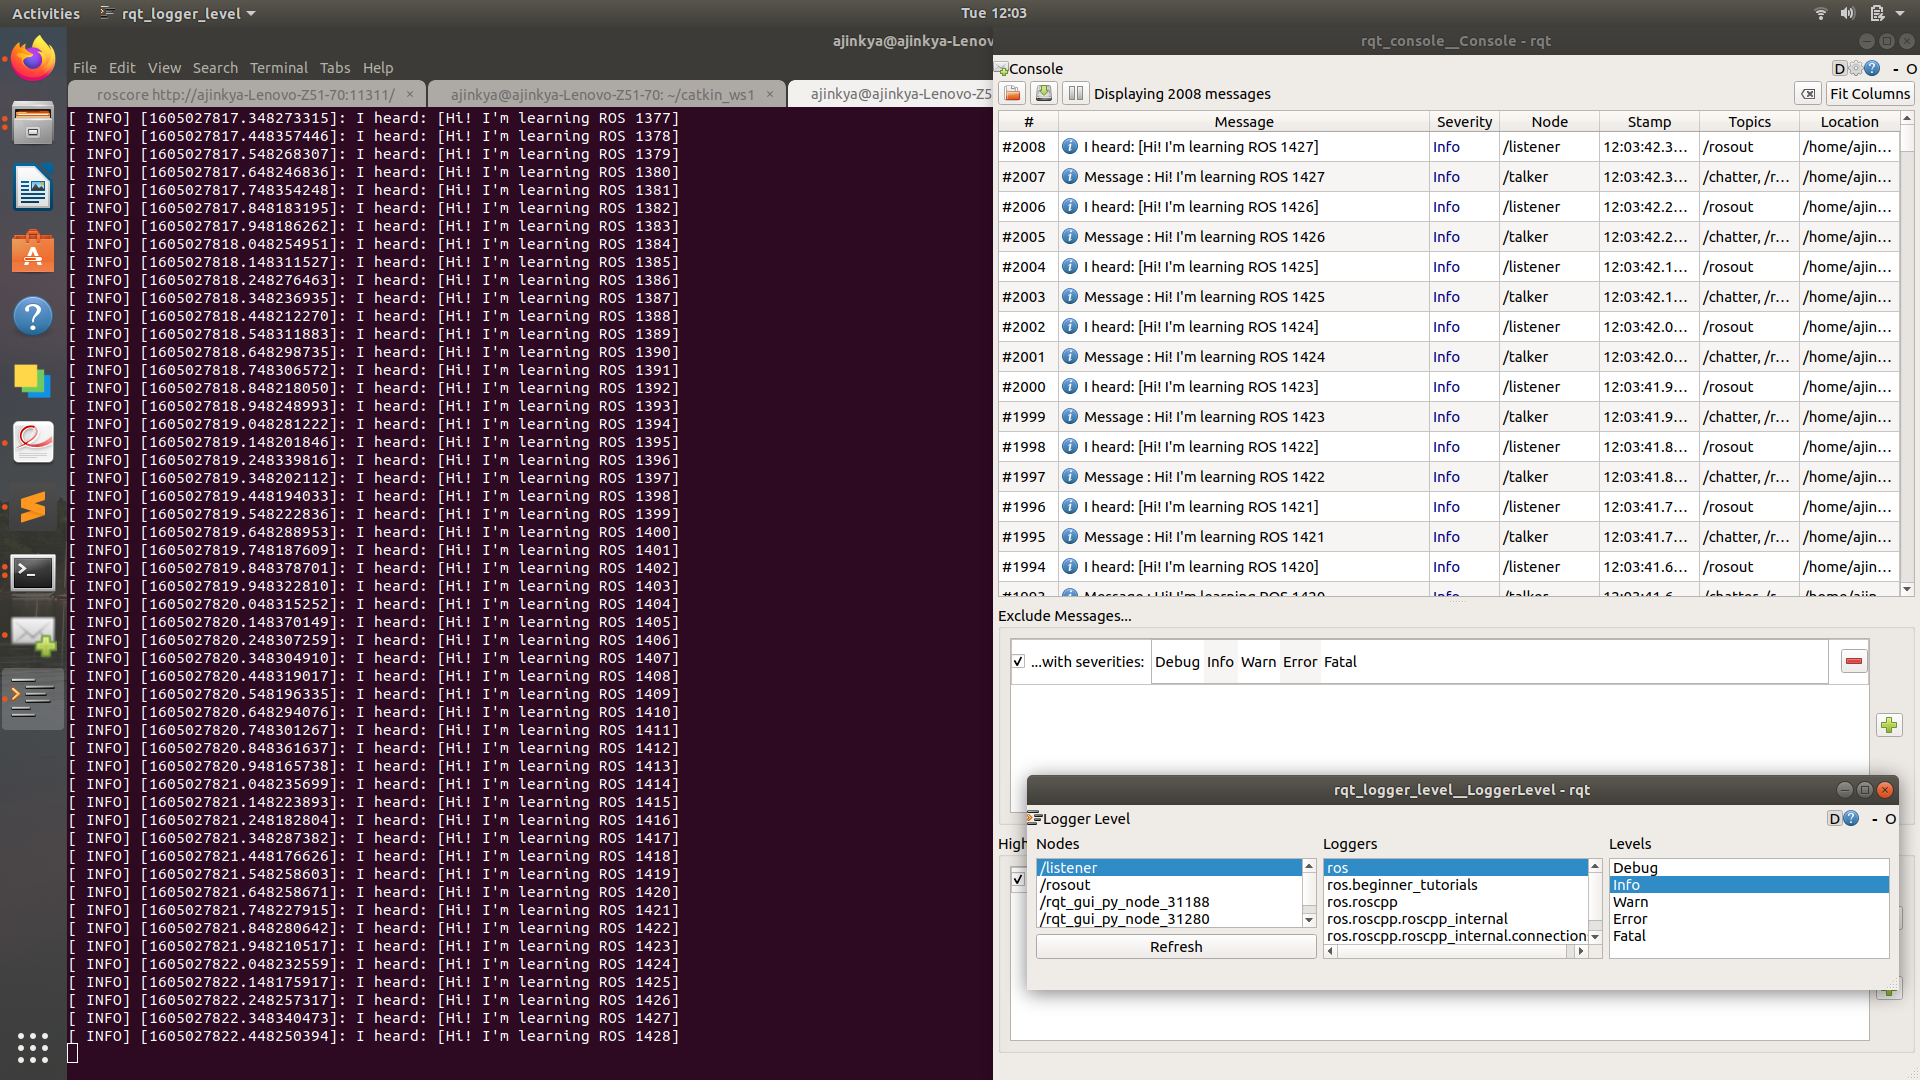 Activities
rqt_logger_level
Tue 12:03
ajinkya@ajinkya-Lenov
File Edit View Search Terminal Tabs Help
roscore http://ajinkya-Lenovo-Z51-70:11311/ ×
ajinkya@ajinkya-Lenovo-Z51-70: ~/catkin_ws1 ×
ajinkya@ajinkya-Lenovo-Z5
[ INFO] [1605027817.348273315]: I heard: [Hi! I'm learning ROS 1377]
[ INFO] [1605027817.448357446]: I heard: [Hi! I'm learning ROS 1378]
[ INFO] [1605027817.548268307]: I heard: [Hi! I'm learning ROS 1379]
[ INFO] [1605027817.648246836]: I heard: [Hi! I'm learning ROS 1380]
[ INFO] [1605027817.748354248]: I heard: [Hi! I'm learning ROS 1381]
[ INFO] [1605027817.848183195]: I heard: [Hi! I'm learning ROS 1382]
[ INFO] [1605027817.948186262]: I heard: [Hi! I'm learning ROS 1383]
[ INFO] [1605027818.048254951]: I heard: [Hi! I'm learning ROS 1384]
[ INFO] [1605027818.148311527]: I heard: [Hi! I'm learning ROS 1385]
[ INFO] [1605027818.248276463]: I heard: [Hi! I'm learning ROS 1386]
[ INFO] [1605027818.348236935]: I heard: [Hi! I'm learning ROS 1387]
[ INFO] [1605027818.448212270]: I heard: [Hi! I'm learning ROS 1388]
[ INFO] [1605027818.548311883]: I heard: [Hi! I'm learning ROS 1389]
[ INFO] [1605027818.648298735]: I heard: [Hi! I'm learning ROS 1390]
[ INFO] [1605027818.748306572]: I heard: [Hi! I'm learning ROS 1391]
[ INFO] [1605027818.848218050]: I heard: [Hi! I'm learning ROS 1392]
[ INFO] [1605027818.948248993]: I heard: [Hi! I'm learning ROS 1393]
[ INFO] [1605027819.048281222]: I heard: [Hi! I'm learning ROS 1394]
[ INFO] [1605027819.148201846]: I heard: [Hi! I'm learning ROS 1395]
[ INFO] [1605027819.248339816]: I heard: [Hi! I'm learning ROS 1396]
[ INFO] [1605027819.348202112]: I heard: [Hi! I'm learning ROS 1397]
[ INFO] [1605027819.448194033]: I heard: [Hi! I'm learning ROS 1398]
[ INFO] [1605027819.548222836]: I heard: [Hi! I'm learning ROS 1399]
[ INFO] [1605027819.648288953]: I heard: [Hi! I'm learning ROS 1400]
[ INFO] [1605027819.748187609]: I heard: [Hi! I'm learning ROS 1401]
[ INFO] [1605027819.848378701]: I heard: [Hi! I'm learning ROS 1402]
[ INFO] [1605027819.948322810]: I heard: [Hi! I'm learning ROS 1403]
[ INFO] [1605027820.048315252]: I heard: [Hi! I'm learning ROS 1404]
[ INFO] [1605027820.148370149]: I heard: [Hi! I'm learning ROS 1405]
[ INFO] [1605027820.248307259]: I heard: [Hi! I'm learning ROS 1406]
[ INFO] [1605027820.348304910]: I heard: [Hi! I'm learning ROS 1407]
[ INFO] [1605027820.448319017]: I heard: [Hi! I'm learning ROS 1408]
[ INFO] [1605027820.548196335]: I heard: [Hi! I'm learning ROS 1409]
[ INFO] [1605027820.648294076]: I heard: [Hi! I'm learning ROS 1410]
[ INFO] [1605027820.748301267]: I heard: [Hi! I'm learning ROS 1411]
[ INFO] [1605027820.848361637]: I heard: [Hi! I'm learning ROS 1412]
[ INFO] [1605027820.948165738]: I heard: [Hi! I'm learning ROS 1413]
[ INFO] [1605027821.048235699]: I heard: [Hi! I'm learning ROS 1414]
[ INFO] [1605027821.148223893]: I heard: [Hi! I'm learning ROS 1415]
[ INFO] [1605027821.248182804]: I heard: [Hi! I'm learning ROS 1416]
[ INFO] [1605027821.348287382]: I heard: [Hi! I'm learning ROS 1417]
[ INFO] [1605027821.448176626]: I heard: [Hi! I'm learning ROS 1418]
[ INFO] [1605027821.548258603]: I heard: [Hi! I'm learning ROS 1419]
[ INFO] [1605027821.648258671]: I heard: [Hi! I'm learning ROS 1420]
[ INFO] [1605027821.748227915]: I heard: [Hi! I'm learning ROS 1421]
[ INFO] [1605027821.848280642]: I heard: [Hi! I'm learning ROS 1422]
[ INFO] [1605027821.948210517]: I heard: [Hi! I'm learning ROS 1423]
[ INFO] [1605027822.048232559]: I heard: [Hi! I'm learning ROS 1424]
[ INFO] [1605027822.148175917]: I heard: [Hi! I'm learning ROS 1425]
[ INFO] [1605027822.248257317]: I heard: [Hi! I'm learning ROS 1426]
[ INFO] [1605027822.348340473]: I heard: [Hi! I'm learning ROS 1427]
[ INFO] [1605027822.448250394]: I heard: [Hi! I'm learning ROS 1428]
rqt_console__Console - rqt
Console D - O
Displaying 2008 messages Fit Columns
# Message Severity Node Stamp Topics Location
#2008 I heard: [Hi! I'm learning ROS 1427] Info /listener 12:03:42.3... /rosout /home/ajin...
#2007 Message : Hi! I'm learning ROS 1427 Info /talker 12:03:42.3... /chatter, /r... /home/ajin...
#2006 I heard: [Hi! I'm learning ROS 1426] Info /listener 12:03:42.2... /rosout /home/ajin...
#2005 Message : Hi! I'm learning ROS 1426 Info /talker 12:03:42.2... /chatter, /r... /home/ajin...
#2004 I heard: [Hi! I'm learning ROS 1425] Info /listener 12:03:42.1... /rosout /home/ajin...
#2003 Message : Hi! I'm learning ROS 1425 Info /talker 12:03:42.1... /chatter, /r... /home/ajin...
#2002 I heard: [Hi! I'm learning ROS 1424] Info /listener 12:03:42.0... /rosout /home/ajin...
#2001 Message : Hi! I'm learning ROS 1424 Info /talker 12:03:42.0... /chatter, /r... /home/ajin...
#2000 I heard: [Hi! I'm learning ROS 1423] Info /listener 12:03:41.9... /rosout /home/ajin...
#1999 Message : Hi! I'm learning ROS 1423 Info /talker 12:03:41.9... /chatter, /r... /home/ajin...
#1998 I heard: [Hi! I'm learning ROS 1422] Info /listener 12:03:41.8... /rosout /home/ajin...
#1997 Message : Hi! I'm learning ROS 1422 Info /talker 12:03:41.8... /chatter, /r... /home/ajin...
#1996 I heard: [Hi! I'm learning ROS 1421] Info /listener 12:03:41.7... /rosout /home/ajin...
#1995 Message : Hi! I'm learning ROS 1421 Info /talker 12:03:41.7... /chatter, /r... /home/ajin...
#1994 I heard: [Hi! I'm learning ROS 1420] Info /listener 12:03:41.6... /rosout /home/ajin...
#1993 Message : Hi! I'm learning ROS 1420 Info /talker 12:03:41.6... /chatter, /r... /home/ajin...
Exclude Messages...
...with severities: Debug Info Warn Error Fatal
High
rqt_logger_level__LoggerLevel - rqt
Logger Level D - O
Nodes
/listener
/rosout
/rqt_gui_py_node_31188
/rqt_gui_py_node_31280
Refresh
Loggers
ros
ros.beginner_tutorials
ros.roscpp
ros.roscpp.roscpp_internal
ros.roscpp.roscpp_internal.connection
Levels
Debug
Info
Warn
Error
Fatal